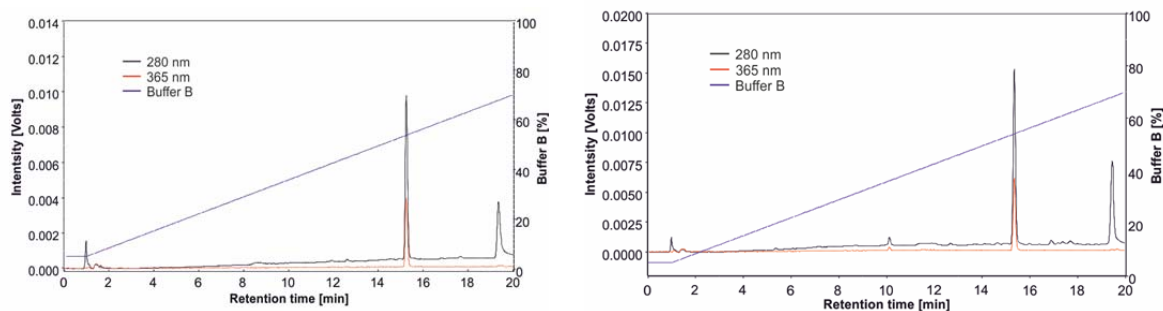 0.014
0.012
0.010
0.008
0.006
0.004
0.002
0.000
Intentsity [Volts]
280 nm
365 nm
Buffer B
100
80
60
40
20
0
Buffer B [%]
0 2 4 6 8 10 12 14 16 18 20
Retention time [min]
0.0200
0.0175
0.0150
0.0125
0.0100
0.0075
0.0050
0.0025
0.0000
Intentsity [Volts]
280 nm
365 nm
Buffer B
100
80
60
40
20
0
Buffer B [%]
0 2 4 6 8 10 12 14 16 18 20
Retention time [min]